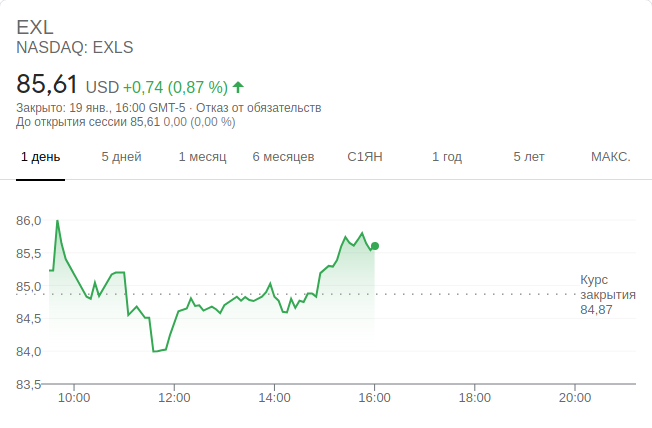 EXL
NASDAQ: EXLS
85,61 USD +0,74 (0,87 %)
Закрыто: 19 янв., 16:00 GMT-5 · Отказ от обязательств
До открытия сессии 85,61 0,00 (0,00 %)
1 день 5 дней 1 месяц 6 месяцев С1ЯН 1 год 5 лет МАКС.
86,0
85,5
85,0
84,5
84,0
83,5
Курс
закрытия
84,87
10:00 12:00 14:00 16:00 18:00 20:00